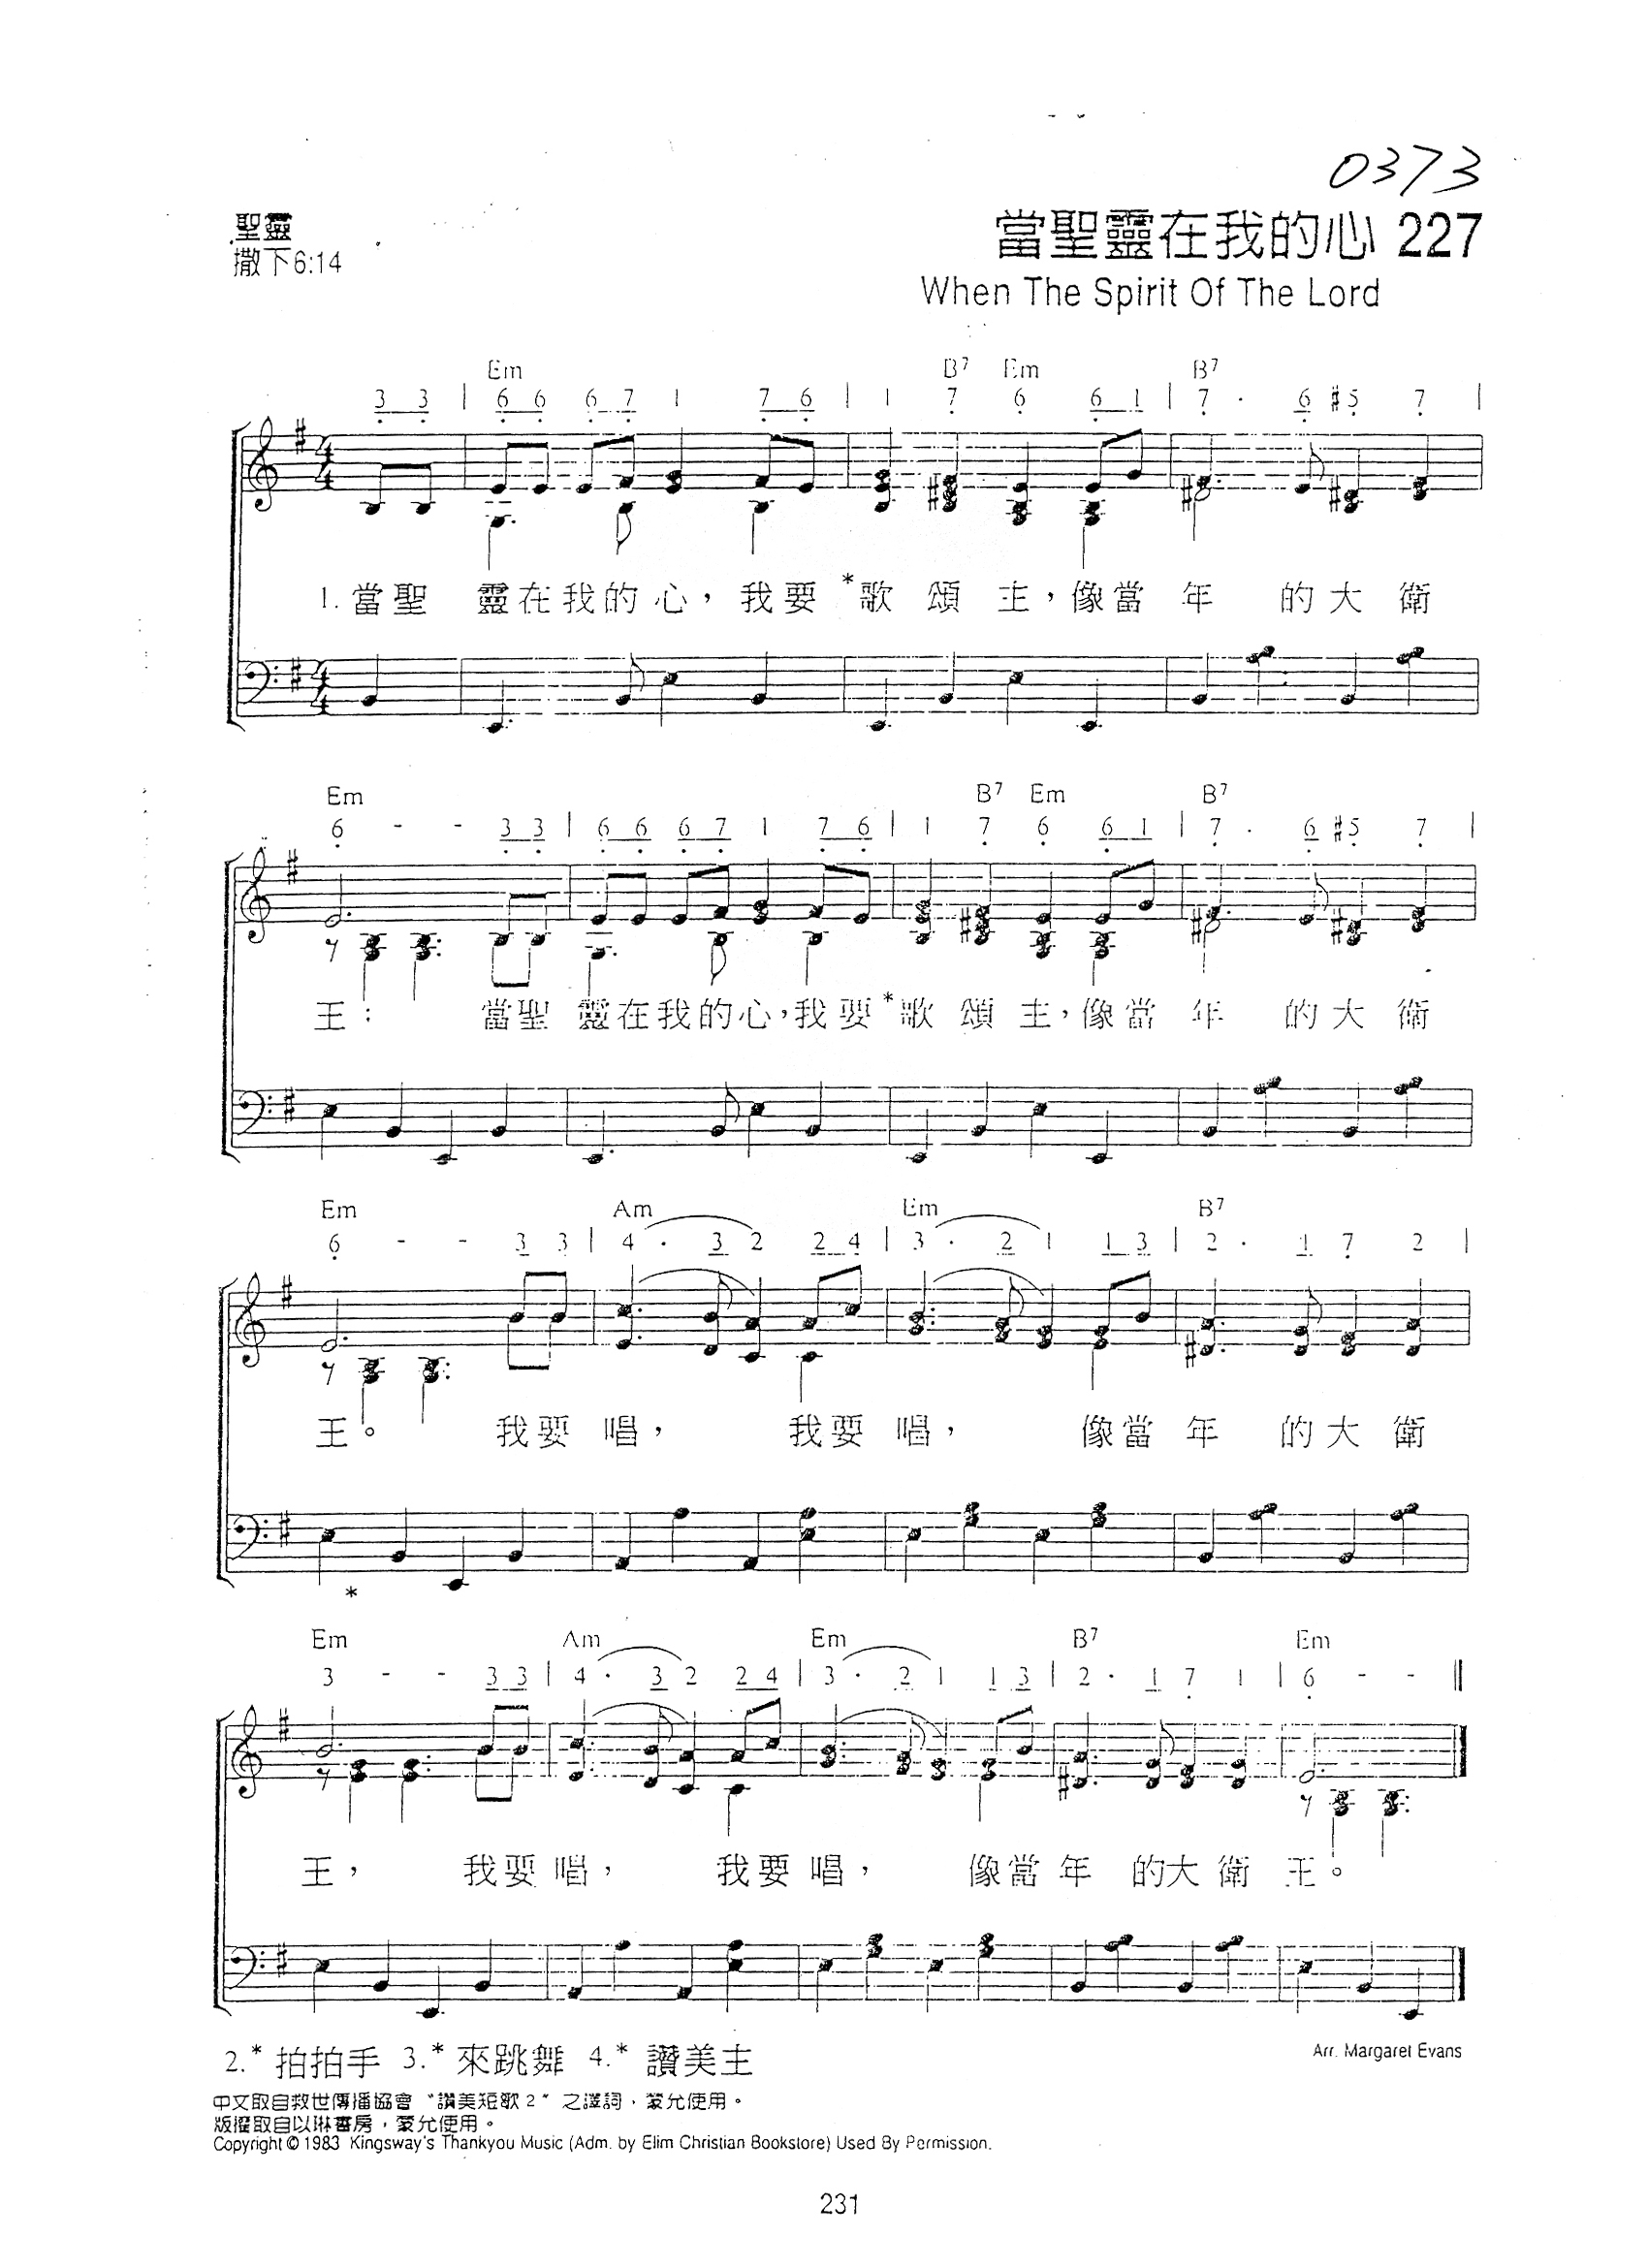 0373
聖靈
撒下6:14
當聖靈在我的心 227
When The Spirit Of The Lord
Em B7 Em B7
3 3 | 6 6 6 7 1 7 6 | 1 7 6 6 1 | 7 · 6 #5 7 |
1. 當聖 靈在我的心，我要 *歌 頌 主，像當 年 的大 衛
Em B7 Em B7
6 - - 3 3 | 6 6 6 7 1 7 6 | 1 7 6 6 1 | 7 · 6 #5 7 |
王； 當聖 靈在我的心，我要 *歌 頌 主，像當 年 的大 衛
Em Am Em B7
6 - - 3 3 | 4 · 3 2 2 4 | 3 · 2 1 1 3 | 2 · 1 7 2 |
王。 我要 唱， 我要 唱， 像當 年 的大 衛
*
Em Am Em B7 Em
3 - - 3 3 | 4 · 3 2 2 4 | 3 · 2 1 1 3 | 2 · 1 7 1 | 6 - - ‖
王， 我要 唱， 我要 唱， 像當 年 的大 衛 王。
2.* 拍拍手 3.* 來跳舞 4.* 讚美主
Arr. Margaret Evans
中文取自救世傳播協會 “讚美短歌 2” 之譯詞，蒙允使用。
版權取自以琳書房，蒙允使用。
Copyright © 1983 Kingsway's Thankyou Music (Adm. by Elim Christian Bookstore) Used By Permission.
231